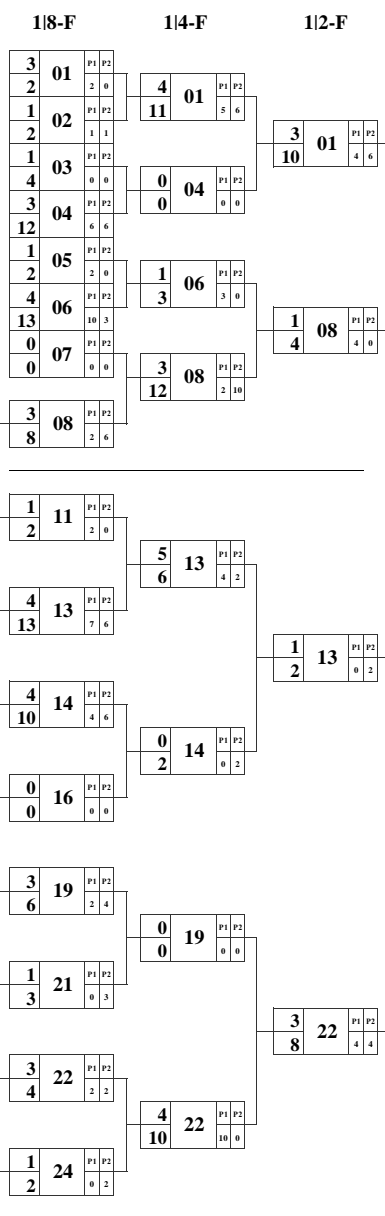 1|8-F 1|4-F 1|2-F
3 01 P1 P2
2 2 0
1 02 P1 P2
2 1 1
1 03 P1 P2
4 0 0
3 04 P1 P2
12 6 6
1 05 P1 P2
2 2 0
4 06 P1 P2
13 10 3
0 07 P1 P2
0 0 0
3 08 P1 P2
8 2 6
4 01 P1 P2
11 5 6
0 04 P1 P2
0 0 0
1 06 P1 P2
3 3 0
3 08 P1 P2
12 2 10
3 01 P1 P2
10 4 6
1 08 P1 P2
4 4 0
1 11 P1 P2
2 2 0
4 13 P1 P2
13 7 6
4 14 P1 P2
10 4 6
0 16 P1 P2
0 0 0
3 19 P1 P2
6 2 4
1 21 P1 P2
3 0 3
3 22 P1 P2
4 2 2
1 24 P1 P2
2 0 2
5 13 P1 P2
6 4 2
0 14 P1 P2
2 0 2
0 19 P1 P2
0 0 0
4 22 P1 P2
10 10 0
1 13 P1 P2
2 0 2
3 22 P1 P2
8 4 4